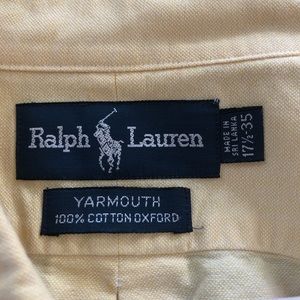 Ralph Lauren
MADE IN
SRI LANKA
17½-35
YARMOUTH
100% COTTON OXFORD